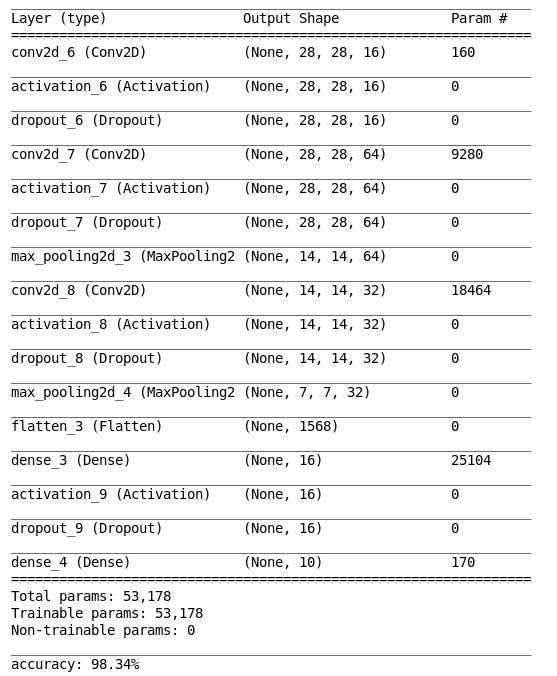 Layer (type) Output Shape Param #
conv2d_6 (Conv2D) (None, 28, 28, 16) 160
activation_6 (Activation) (None, 28, 28, 16) 0
dropout_6 (Dropout) (None, 28, 28, 16) 0
conv2d_7 (Conv2D) (None, 28, 28, 64) 9280
activation_7 (Activation) (None, 28, 28, 64) 0
dropout_7 (Dropout) (None, 28, 28, 64) 0
max_pooling2d_3 (MaxPooling2 (None, 14, 14, 64) 0
conv2d_8 (Conv2D) (None, 14, 14, 32) 18464
activation_8 (Activation) (None, 14, 14, 32) 0
dropout_8 (Dropout) (None, 14, 14, 32) 0
max_pooling2d_4 (MaxPooling2 (None, 7, 7, 32) 0
flatten_3 (Flatten) (None, 1568) 0
dense_3 (Dense) (None, 16) 25104
activation_9 (Activation) (None, 16) 0
dropout_9 (Dropout) (None, 16) 0
dense_4 (Dense) (None, 10) 170
Total params: 53,178
Trainable params: 53,178
Non-trainable params: 0
accuracy: 98.34%